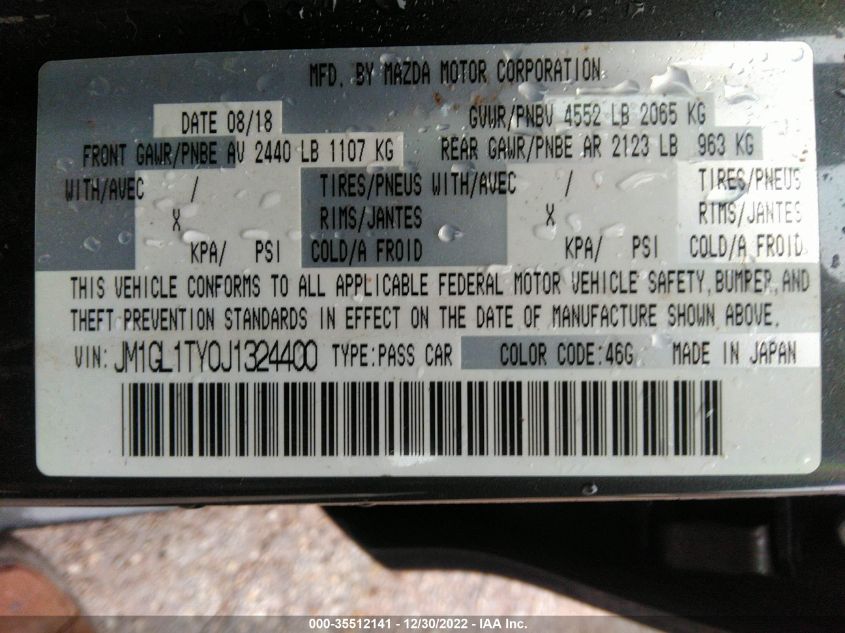 MFD. BY MAZDA MOTOR CORPORATION
DATE 08/18 GVWR/PNBV 4552 LB 2065 KG
FRONT GAWR/PNBE AV 2440 LB 1107 KG REAR GAWR/PNBE AR 2123 LB 963 KG
WITH/AVEC / TIRES/PNEUS WITH/AVEC / TIRES/PNEUS
X RIMS/JANTES X RIMS/JANTES
KPA/ PSI COLD/A FROID KPA/ PSI COLD/A FROID
THIS VEHICLE CONFORMS TO ALL APPLICABLE FEDERAL MOTOR VEHICLE SAFETY, BUMPER, AND
THEFT PREVENTION STANDARDS IN EFFECT ON THE DATE OF MANUFACTURE SHOWN ABOVE.
VIN: JM1GL1TY0J1324400 TYPE: PASS CAR COLOR CODE: 46G MADE IN JAPAN
000-35512141 - 12/30/2022 - IAA Inc.